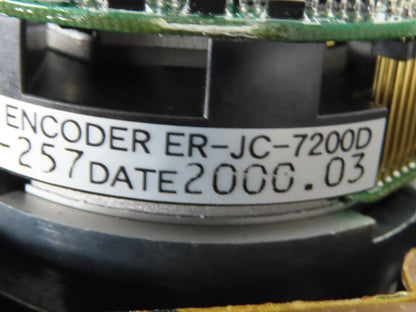 ENCODER ER-JC-7200D
-257 DATE 2000.03